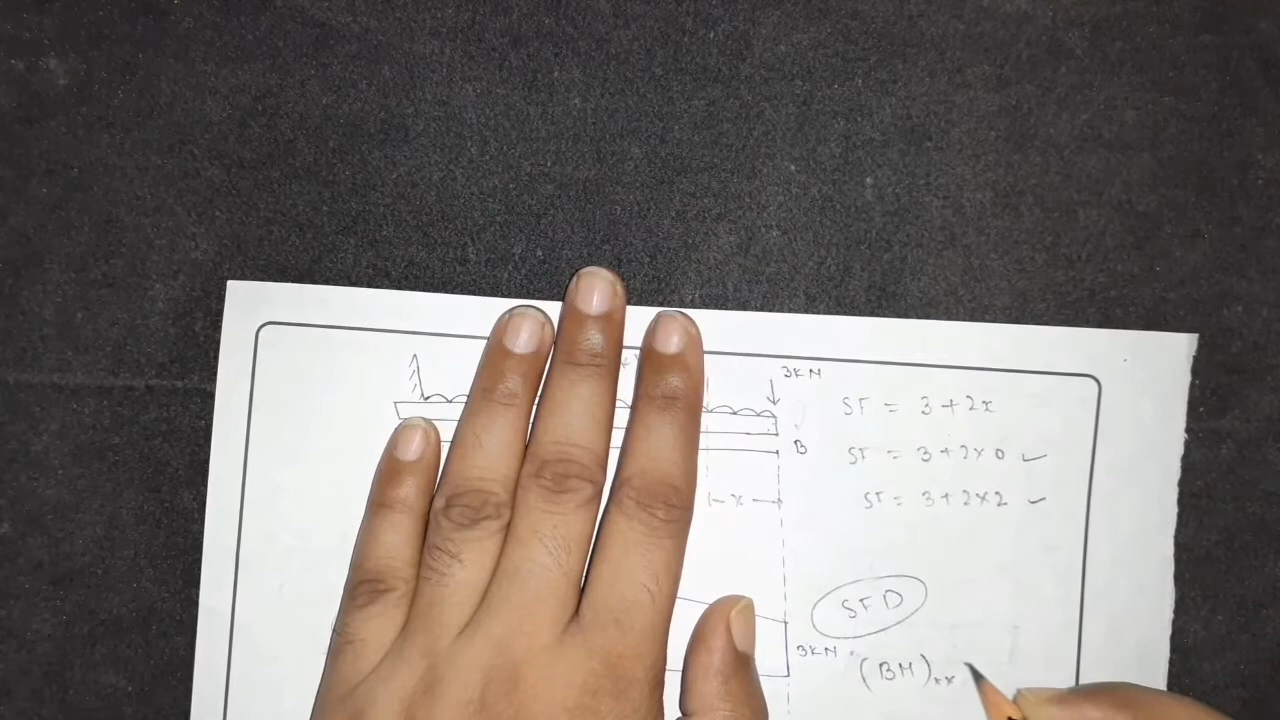 3KN
SF = 3+2x
B
SF = 3+2×0 ✓
x
SF = 3+2×2 ✓
SFD
3KN
(BM)xx